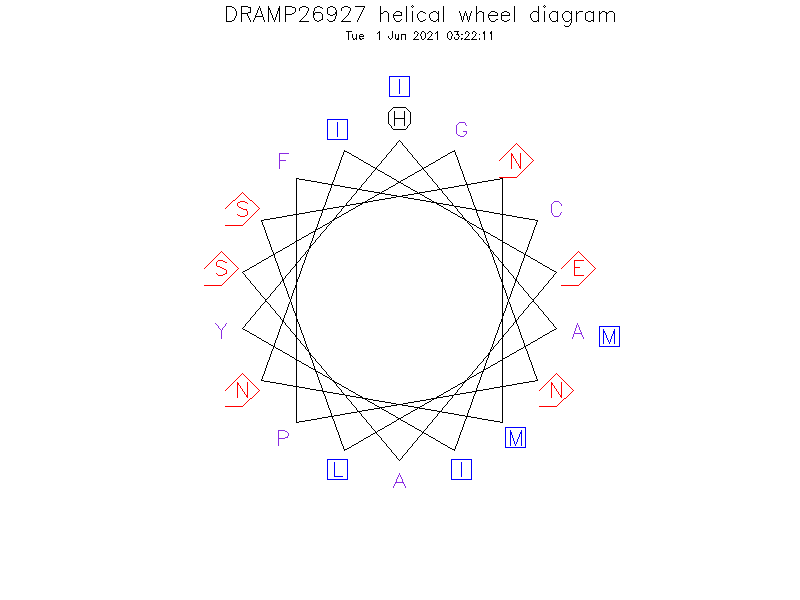 DRAMP26927 helical wheel diagram
Tue 1 Jun 2021 03:22:11
I
I H G
F N
S C
S E
Y A M
N N
P M
L A I